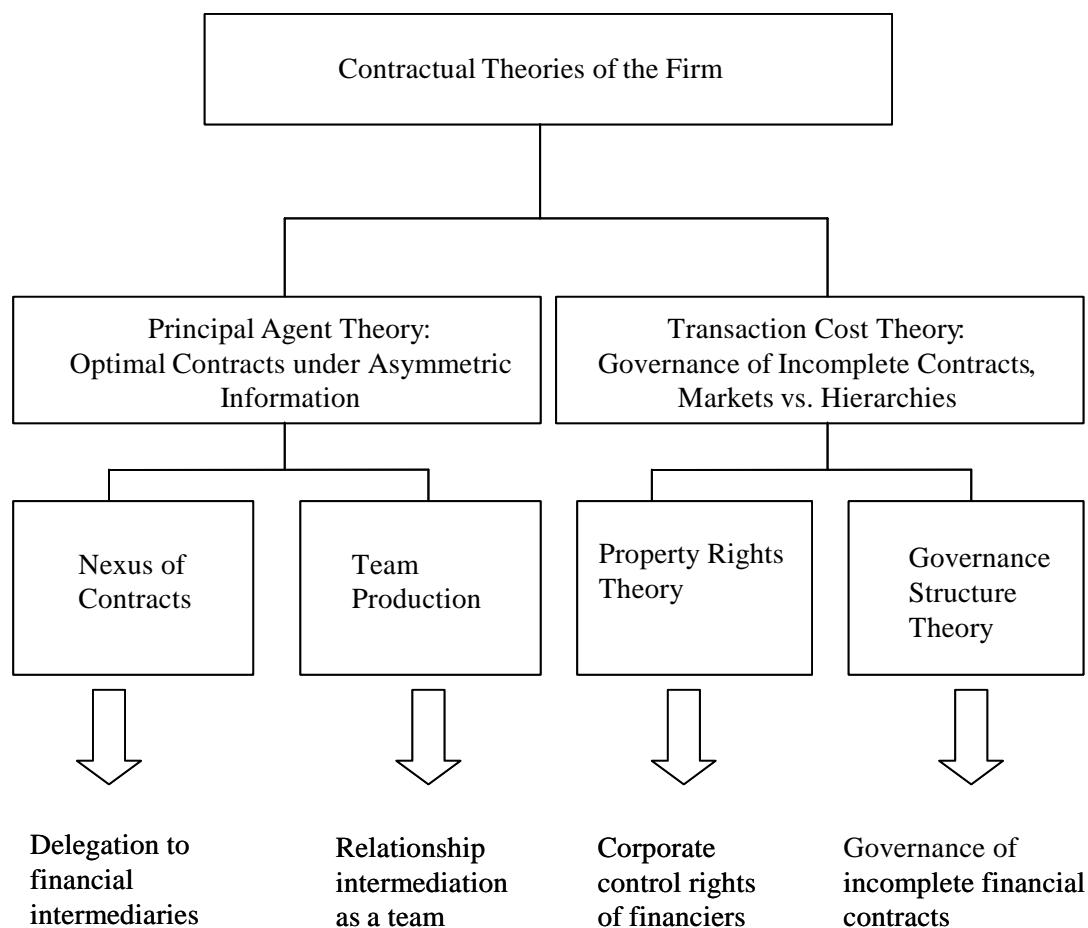 Contractual Theories of the Firm
Principal Agent Theory:
Optimal Contracts under Asymmetric
Information
Transaction Cost Theory:
Governance of Incomplete Contracts,
Markets vs. Hierarchies
Nexus of
Contracts
Team
Production
Property Rights
Theory
Governance
Structure
Theory
Delegation to
financial
intermediaries
Relationship
intermediation
as a team
Corporate
control rights
of financiers
Governance of
incomplete financial
contracts